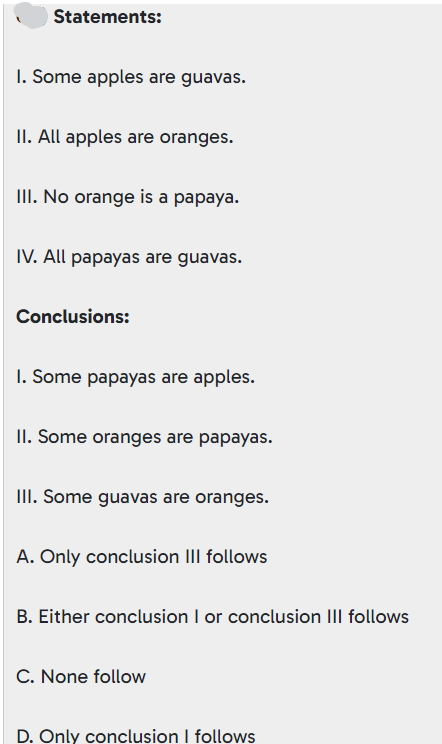 Statements:
I. Some apples are guavas.
II. All apples are oranges.
III. No orange is a papaya.
IV. All papayas are guavas.
Conclusions:
I. Some papayas are apples.
II. Some oranges are papayas.
III. Some guavas are oranges.
A. Only conclusion III follows
B. Either conclusion I or conclusion III follows
C. None follow
D. Only conclusion I follows